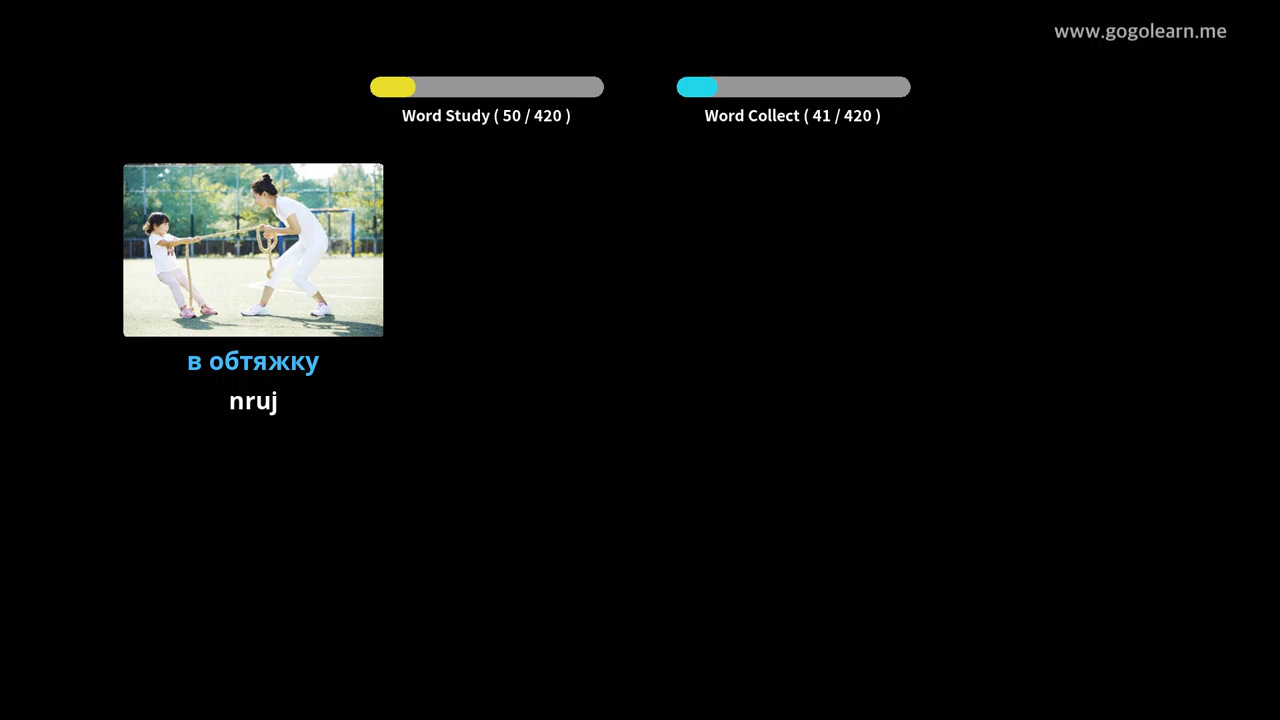 www.gogolearn.me
Word Study ( 50 / 420 )
Word Collect ( 41 / 420 )
в обтяжку
nruj